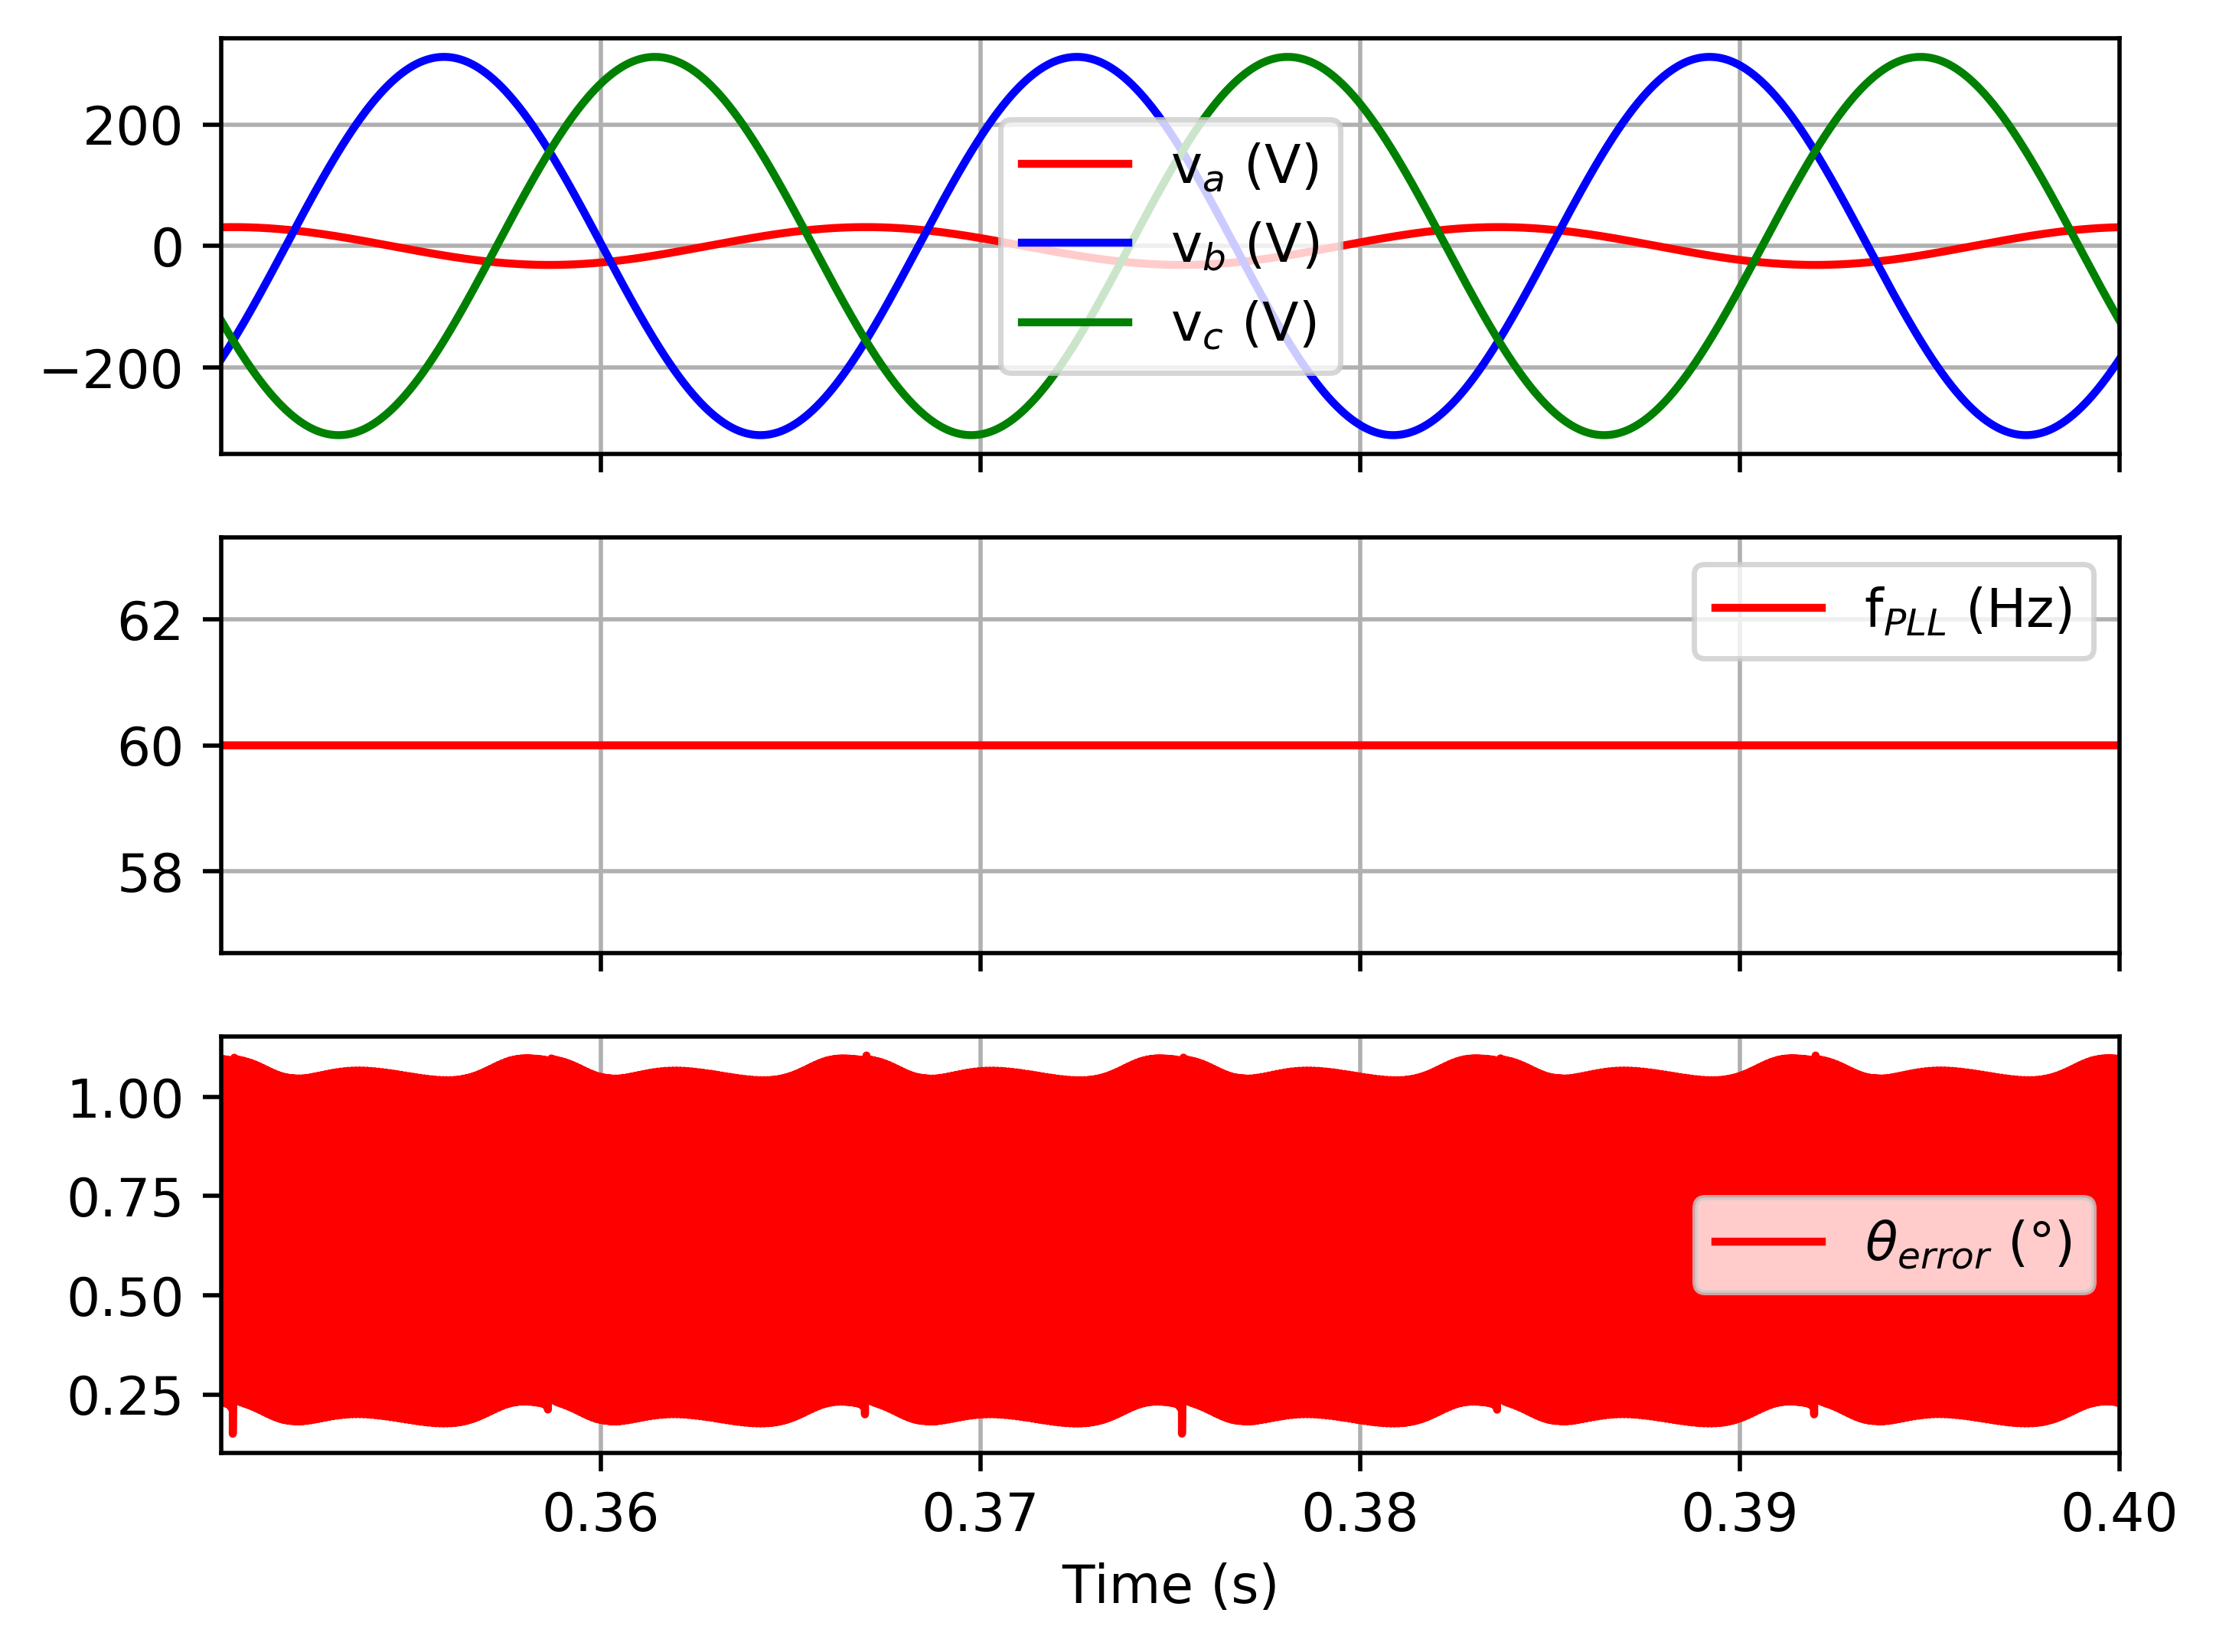 200
0
−200
v_a (V)
v_b (V)
v_c (V)
62
60
58
f_PLL (Hz)
1.00
0.75
0.50
0.25
θ_error (°)
0.36 0.37 0.38 0.39 0.40
Time (s)